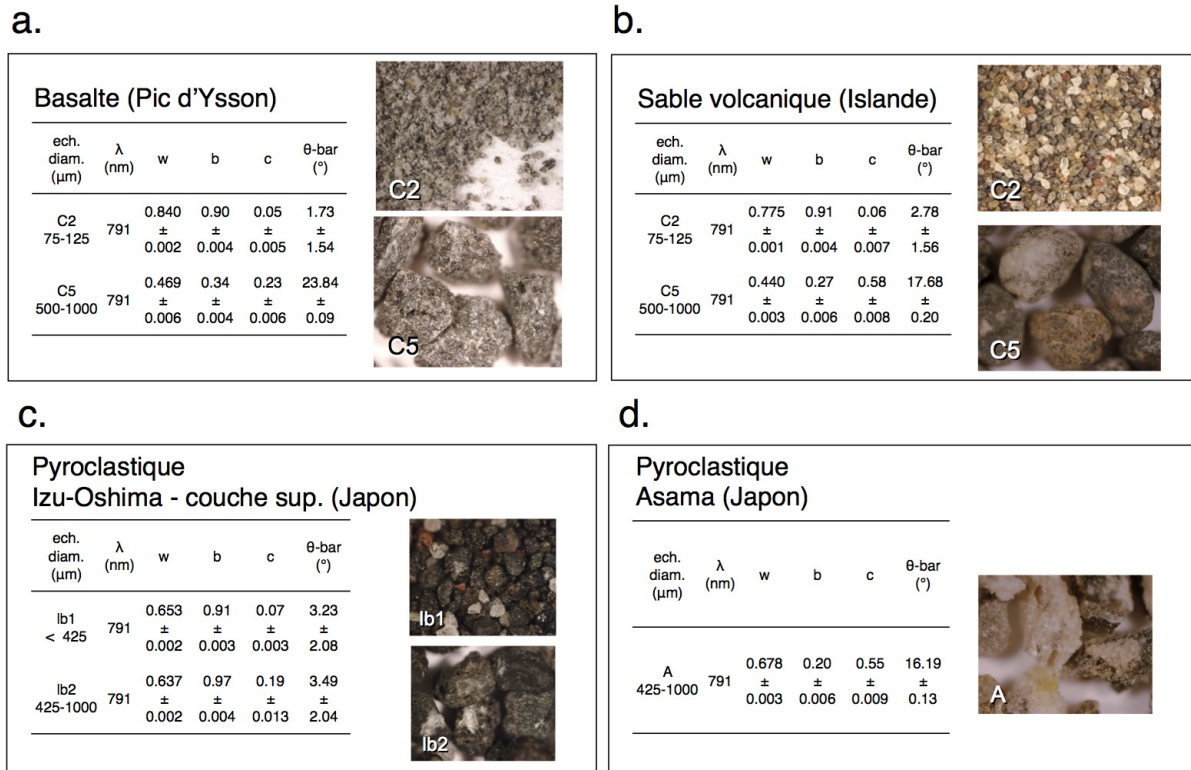 a.
Basalte (Pic d'Ysson)
ech. diam. (μm) λ (nm) w b c θ-bar (°)
C2 75-125 791 0.840 ± 0.002 0.90 ± 0.004 0.05 ± 0.005 1.73 ± 1.54
C5 500-1000 791 0.469 ± 0.006 0.34 ± 0.004 0.23 ± 0.006 23.84 ± 0.09
C2
C5
b.
Sable volcanique (Islande)
ech. diam. (μm) λ (nm) w b c θ-bar (°)
C2 75-125 791 0.775 ± 0.001 0.91 ± 0.004 0.06 ± 0.007 2.78 ± 1.56
C5 500-1000 791 0.440 ± 0.003 0.27 ± 0.006 0.58 ± 0.008 17.68 ± 0.20
C2
C5
c.
Pyroclastique
Izu-Oshima - couche sup. (Japon)
ech. diam. (μm) λ (nm) w b c θ-bar (°)
Ib1 < 425 791 0.653 ± 0.002 0.91 ± 0.003 0.07 ± 0.003 3.23 ± 2.08
Ib2 425-1000 791 0.637 ± 0.002 0.97 ± 0.004 0.19 ± 0.013 3.49 ± 2.04
Ib1
Ib2
d.
Pyroclastique
Asama (Japon)
ech. diam. (μm) λ (nm) w b c θ-bar (°)
A 425-1000 791 0.678 ± 0.003 0.20 ± 0.006 0.55 ± 0.009 16.19 ± 0.13
A